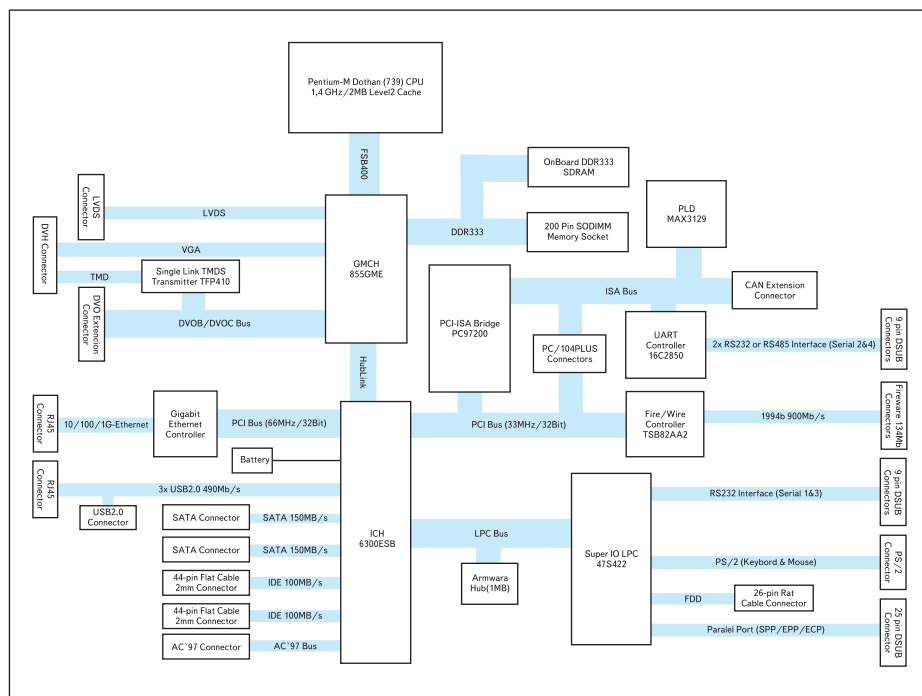 Pentium-M Dothan (739) CPU
1,4 GHz/2MB Level2 Cache
FSB400
OnBoard DDR333
SDRAM
LVDS
Connector
LVDS
PLD
MAX3129
DVH Connector
VGA
GMCH
855GME
DDR333
200 Pin SODIMM
Memory Socket
TMD
Single Link TMDS
Transmitter TFP410
DVO Extencion
Connector
DVOB/DVOC Bus
PCI-ISA Bridge
PC97200
ISA Bus
CAN Extension
Connector
PC/104PLUS
Connectors
UART
Controller
16C2850
2x RS232 or RS485 Interface (Serial 2&4)
9 pin DSUB
Connectors
HubLink
RJ45
Connector
10/100/1G-Ethernet
Gigabit
Ethernet
Controller
PCI Bus (66MHz/32Bit)
PCI Bus (33MHz/32Bit)
Fire/Wire
Controller
TSB82AA2
1994b 900Mb/s
Fireware 134Mb
Connectors
Battery
RJ45
Connector
3x USB2.0 490Mb/s
USB2.0
Connector
ICH
6300ESB
SATA Connector
SATA 150MB/s
SATA Connector
SATA 150MB/s
44-pin Flat Cable
2mm Connector
IDE 100MB/s
44-pin Flat Cable
2mm Connector
IDE 100MB/s
AC`97 Connector
AC`97 Bus
LPC Bus
Armwara
Hub(1MB)
Super IO LPC
47S422
RS232 Interface (Serial 1&3)
9 pin DSUB
Connectors
PS/2 (Keybord & Mouse)
PS/2
Connector
FDD
26-pin Rat
Cable Connector
Paralel Port (SPP/EPP/ECP)
25 pin DSUB
Connector